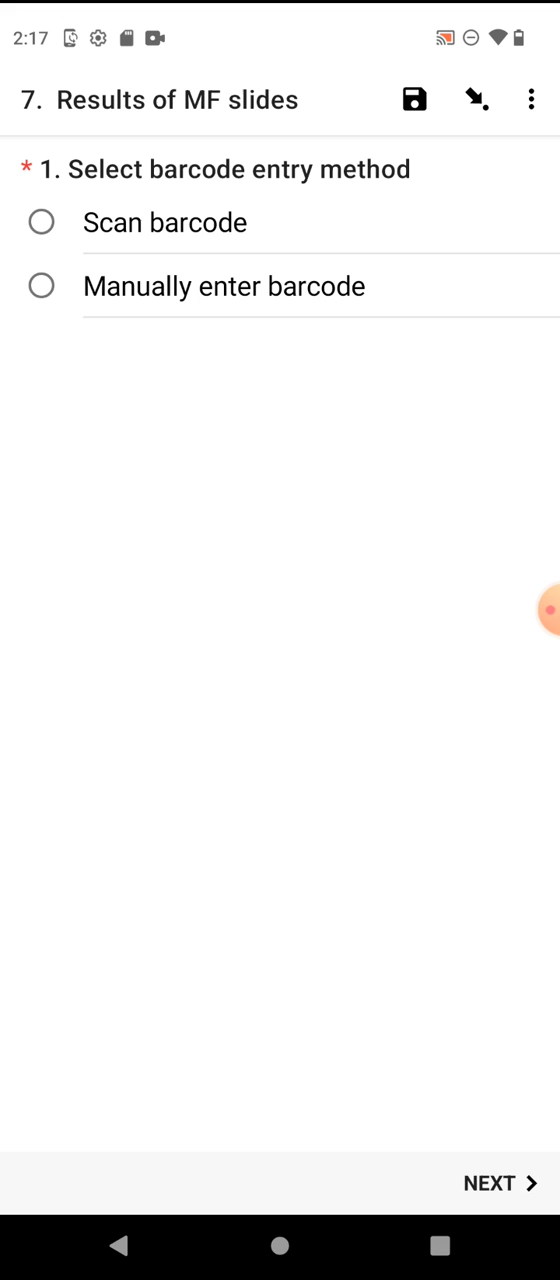 2:17
7. Results of MF slides
* 1. Select barcode entry method
Scan barcode
Manually enter barcode
NEXT